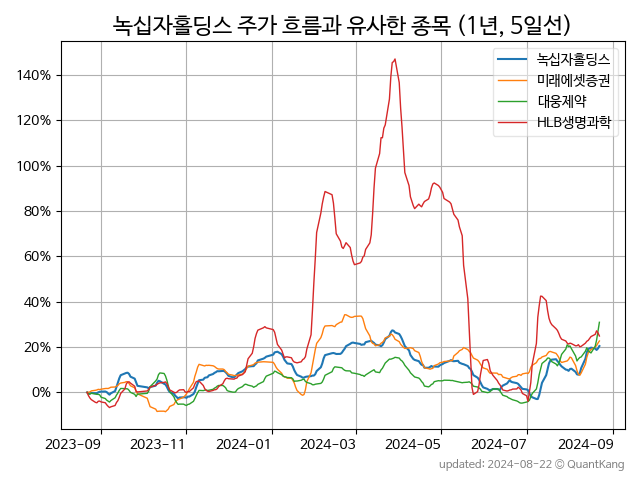 녹십자홀딩스 주가 흐름과 유사한 종목 (1년, 5일선)
녹십자홀딩스
미래에셋증권
대웅제약
HLB생명과학
140%
120%
100%
80%
60%
40%
20%
0%
2023-09 2023-11 2024-01 2024-03 2024-05 2024-07 2024-09
updated: 2024-08-22 © QuantKang